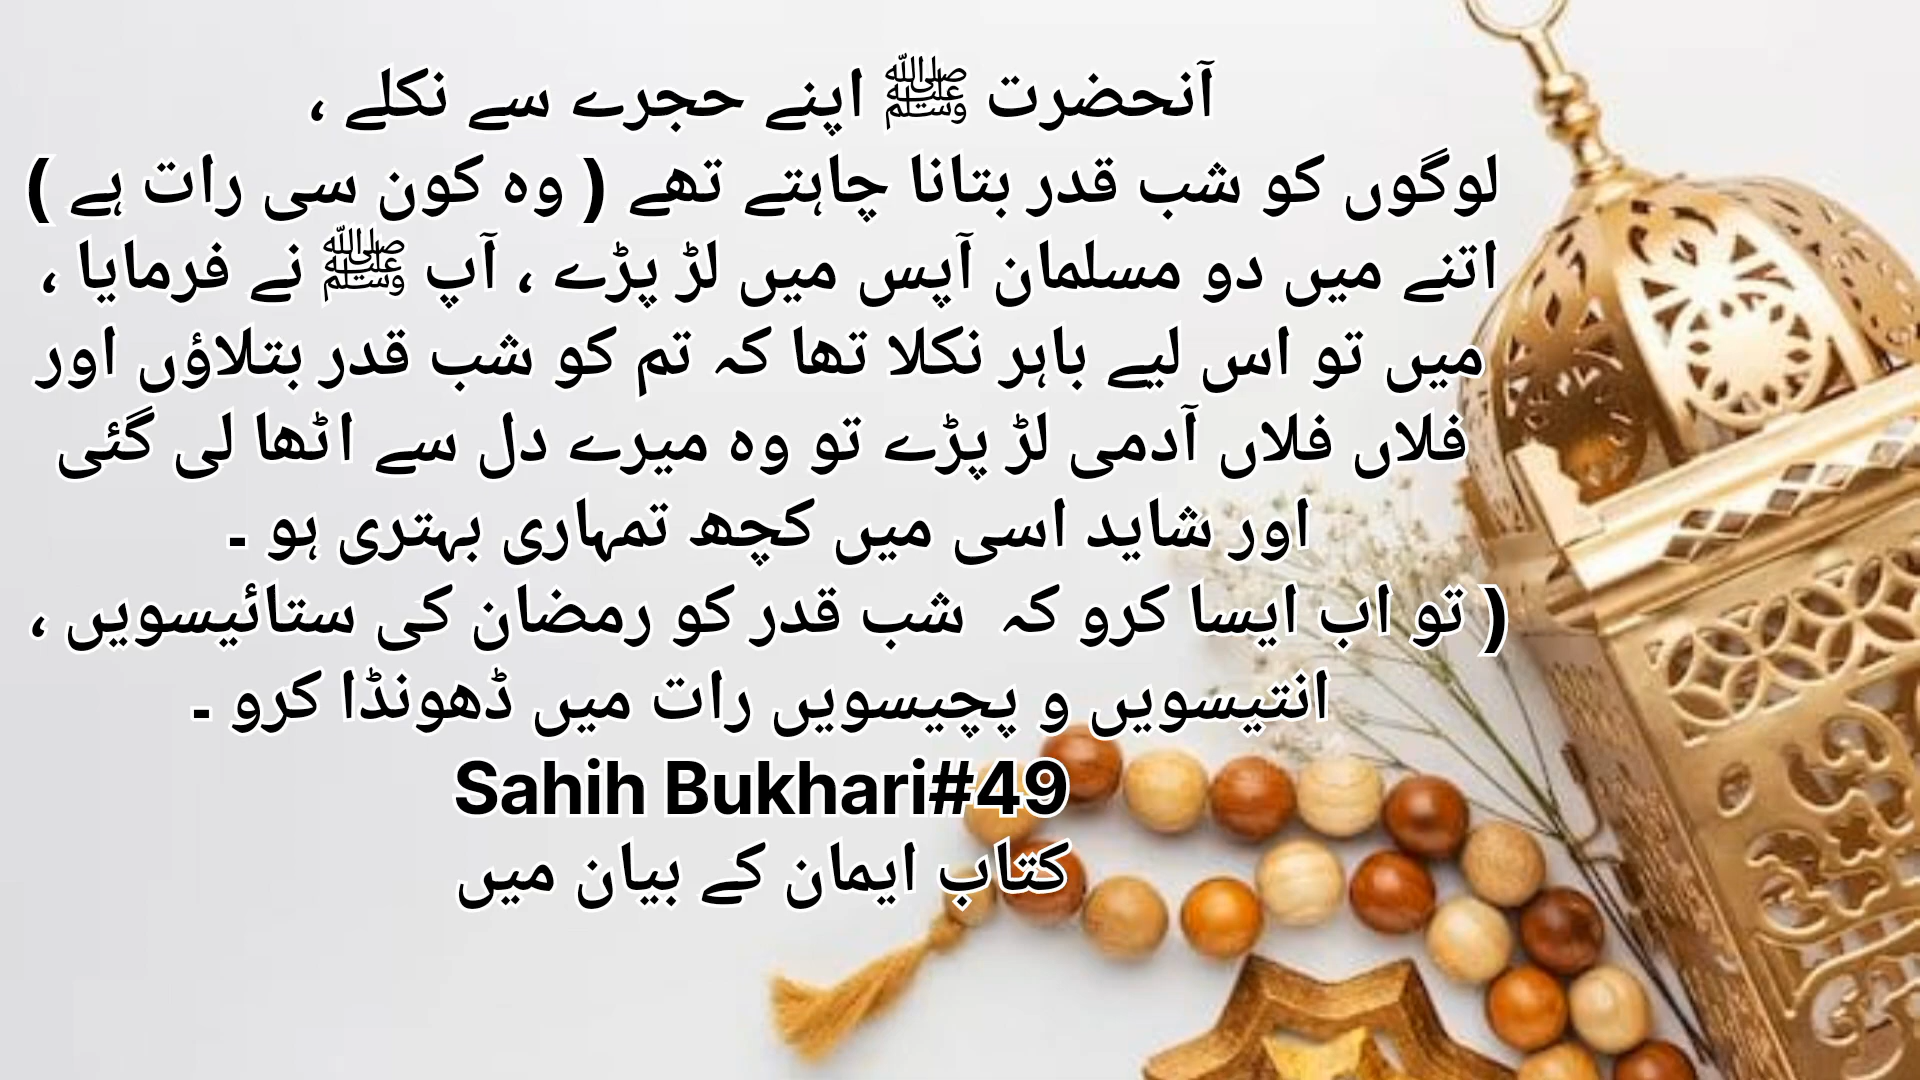 آنحضرت ﷺ اپنے حجرے سے نکلے ،
لوگوں کو شب قدر بتانا چاہتے تھے ( وہ کون سی رات ہے )
اتنے میں دو مسلمان آپس میں لڑ پڑے ، آپ ﷺ نے فرمایا ،
میں تو اس لیے باہر نکلا تھا کہ تم کو شب قدر بتلاؤں اور
فلاں فلاں آدمی لڑ پڑے تو وہ میرے دل سے اٹھا لی گئی
اور شاید اسی میں کچھ تمہاری بہتری ہو ۔
( تو اب ایسا کرو کہ شب قدر کو رمضان کی ستائیسویں ،
انتیسویں و پچیسویں رات میں ڈھونڈا کرو ۔
Sahih Bukhari#49
کتاب ایمان کے بیان میں